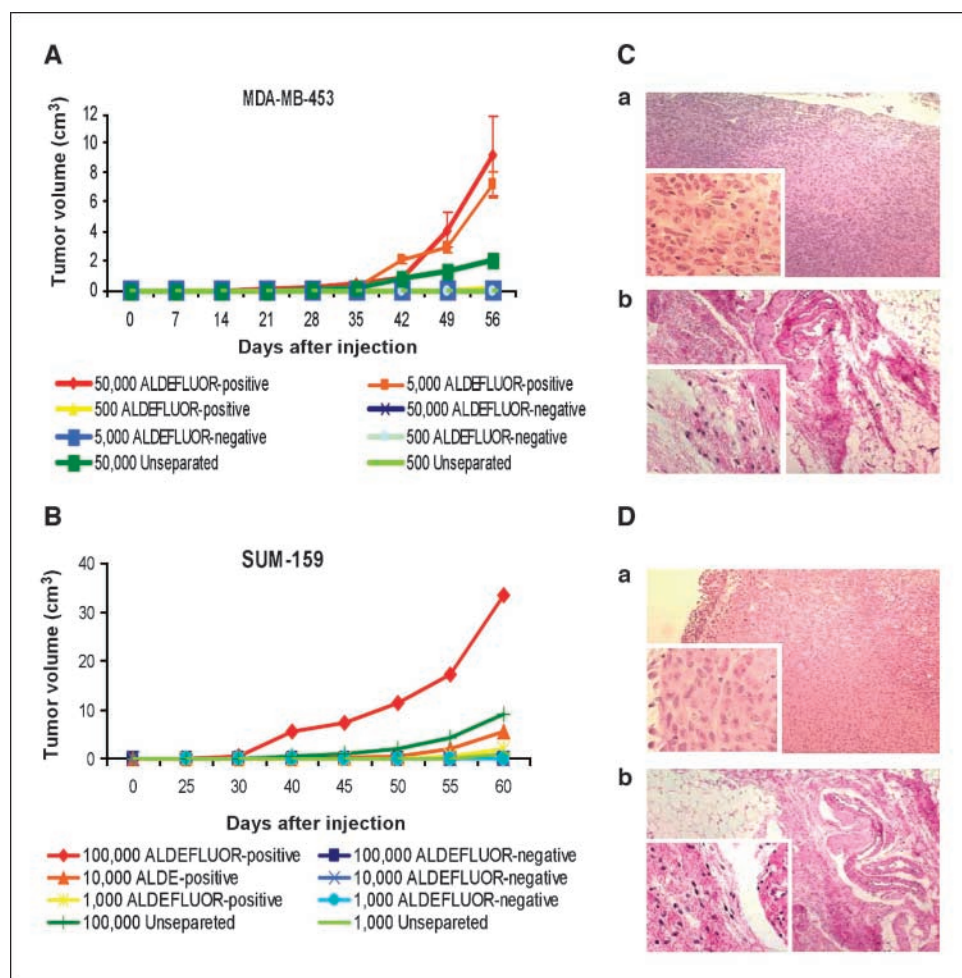 A
MDA-MB-453
Tumor volume (cm3)
12
10
8
6
4
2
0
0 7 14 21 28 35 42 49 56
Days after injection
50,000 ALDEFLUOR-positive 5,000 ALDEFLUOR-positive
500 ALDEFLUOR-positive 50,000 ALDEFLUOR-negative
5,000 ALDEFLUOR-negative 500 ALDEFLUOR-negative
50,000 Unseparated 500 Unseparated
B
SUM-159
Tumor volume (cm3)
40
30
20
10
0
0 25 30 40 45 50 55 60
Days after injection
100,000 ALDEFLUOR-positive 100,000 ALDEFLUOR-negative
10,000 ALDE-positive 10,000 ALDEFLUOR-negative
1,000 ALDEFLUOR-positive 1,000 ALDEFLUOR-negative
100,000 Unsepareted 1,000 Unsepareted
C
a
b
D
a
b